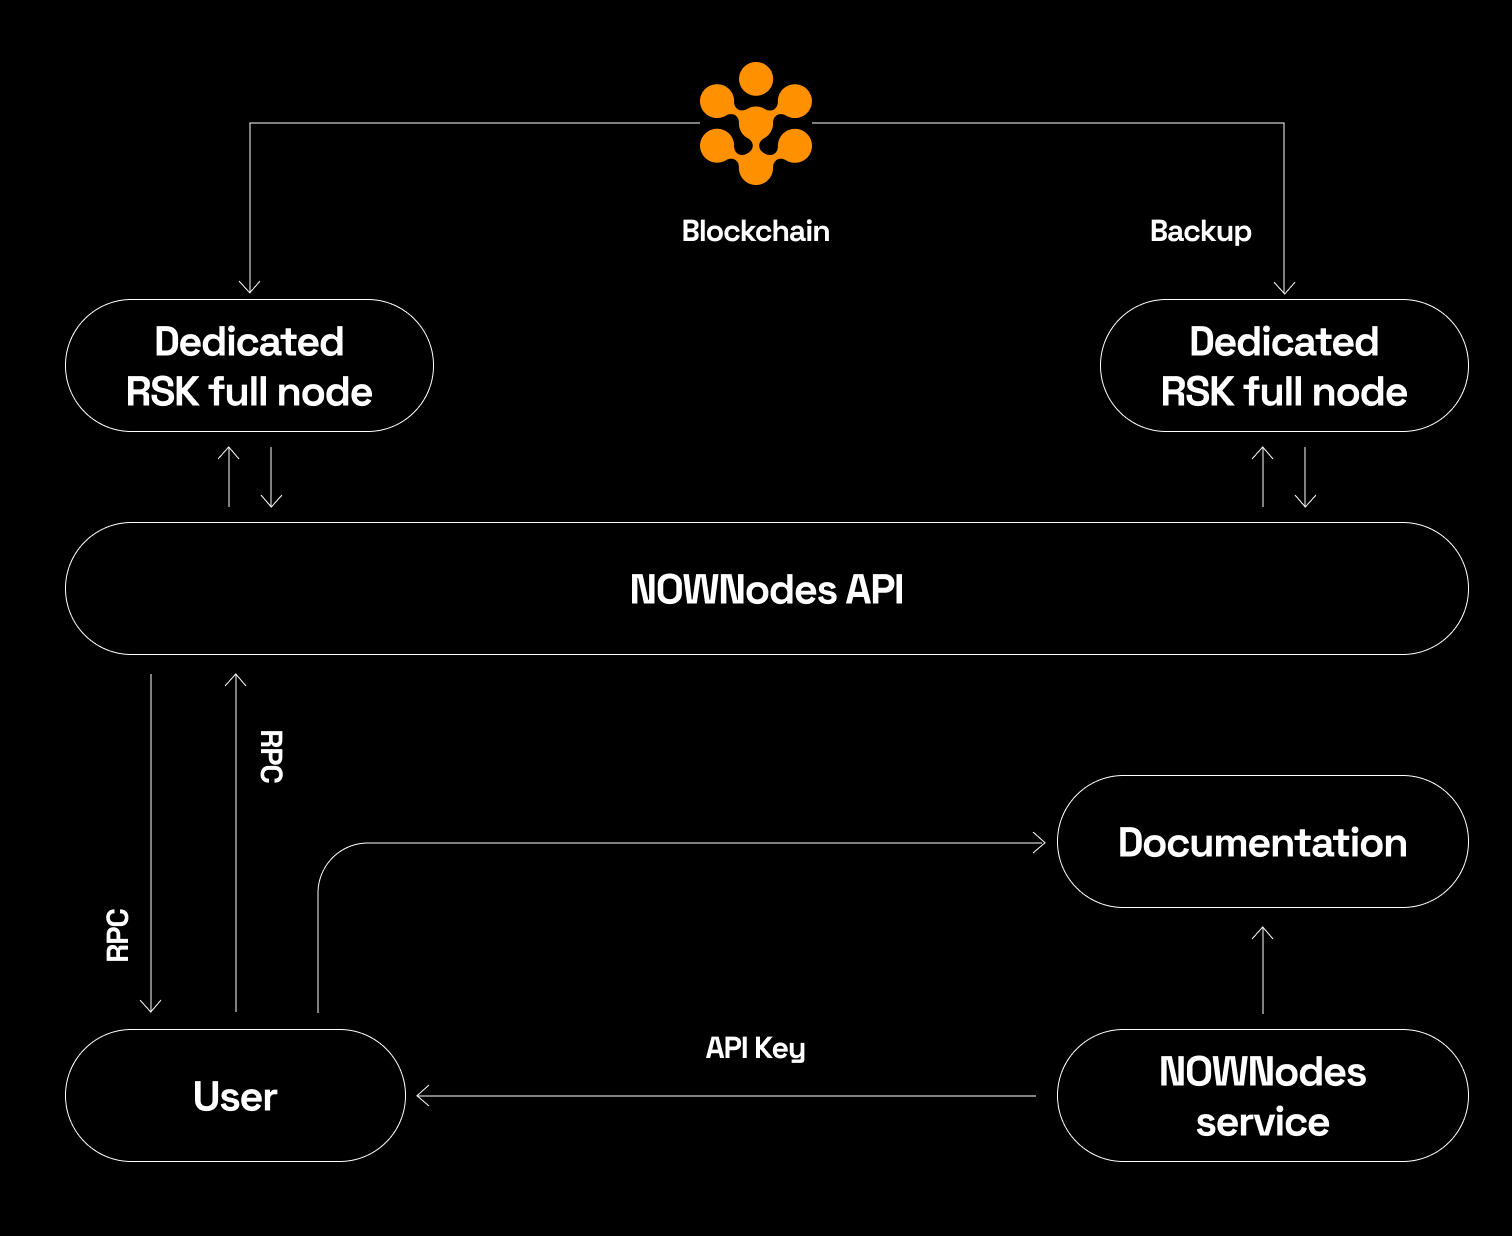 Blockchain
Backup
Dedicated
RSK full node
Dedicated
RSK full node
NOWNodes API
RPC
RPC
Documentation
API Key
User
NOWNodes
service